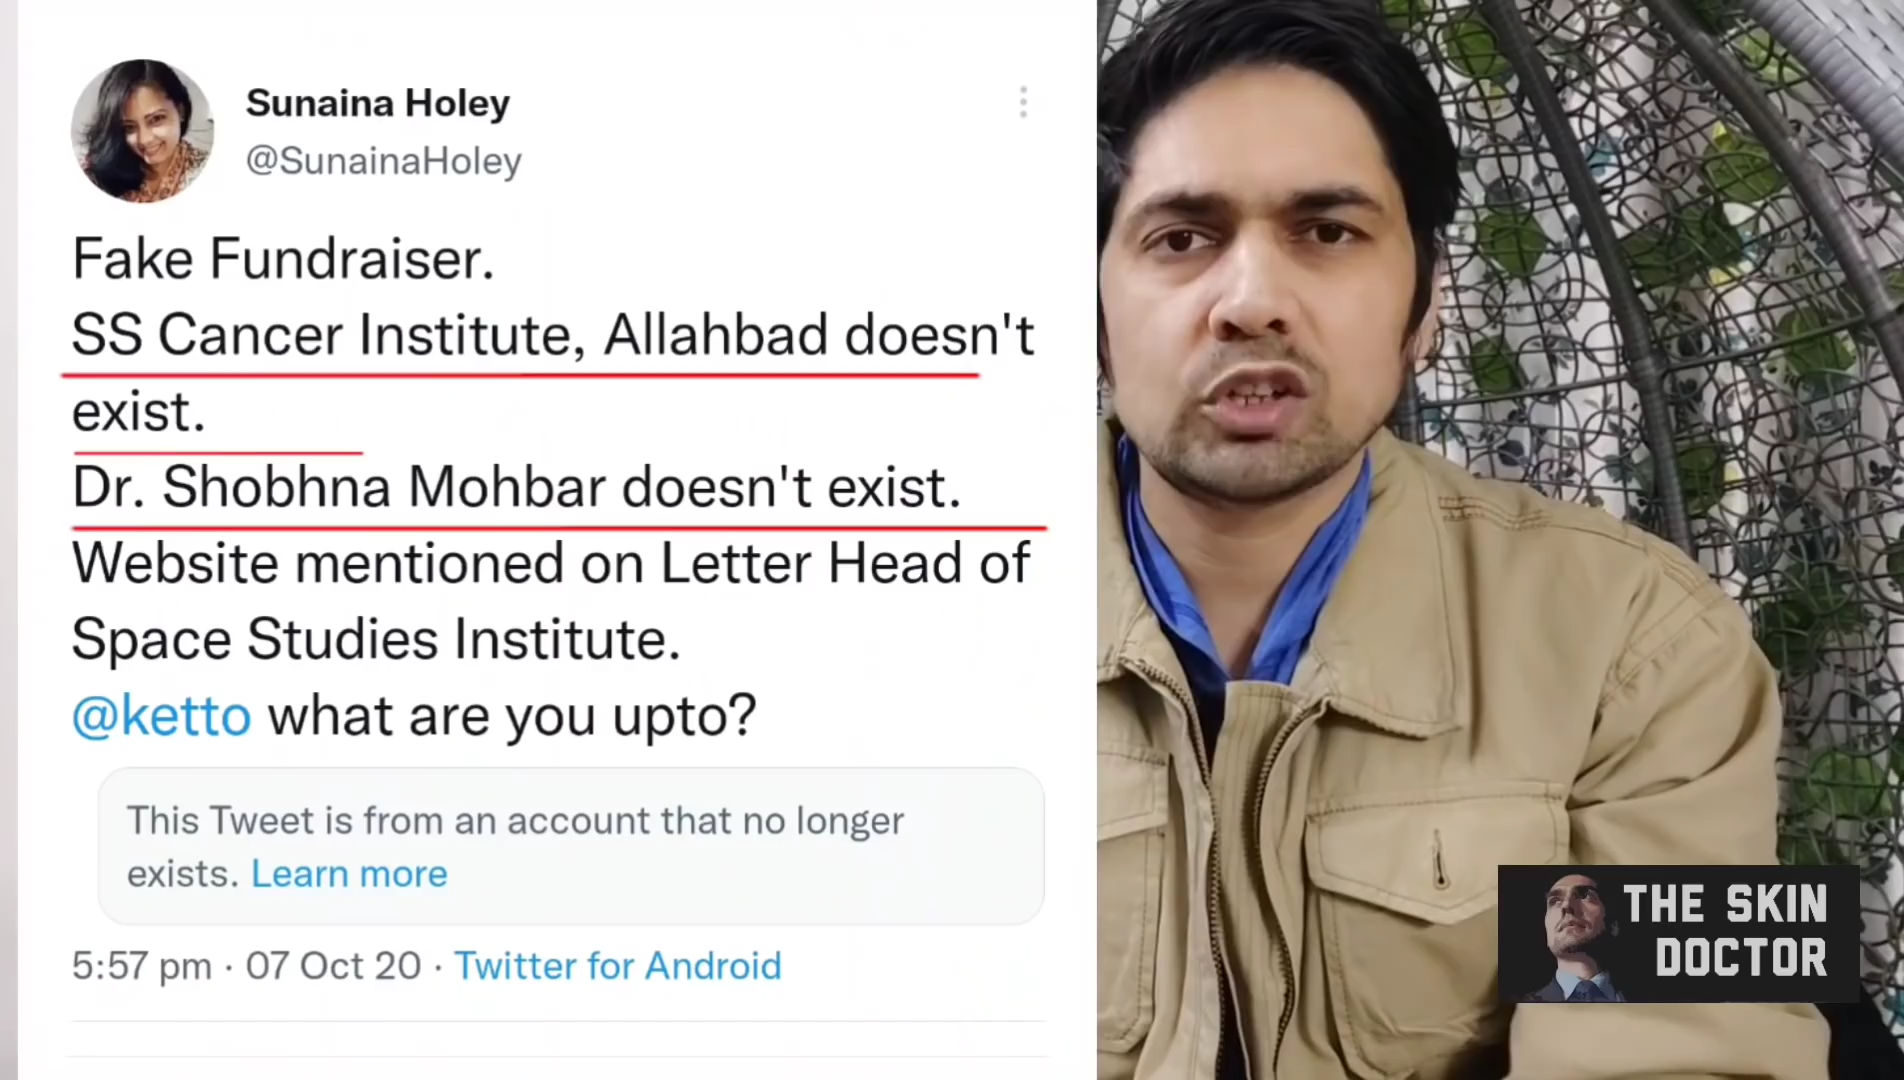 Sunaina Holey
@SunainaHoley
Fake Fundraiser.
SS Cancer Institute, Allahbad doesn't
exist.
Dr. Shobhna Mohbar doesn't exist.
Website mentioned on Letter Head of
Space Studies Institute.
@ketto what are you upto?
This Tweet is from an account that no longer
exists. Learn more
5:57 pm · 07 Oct 20 · Twitter for Android
THE SKIN
DOCTOR